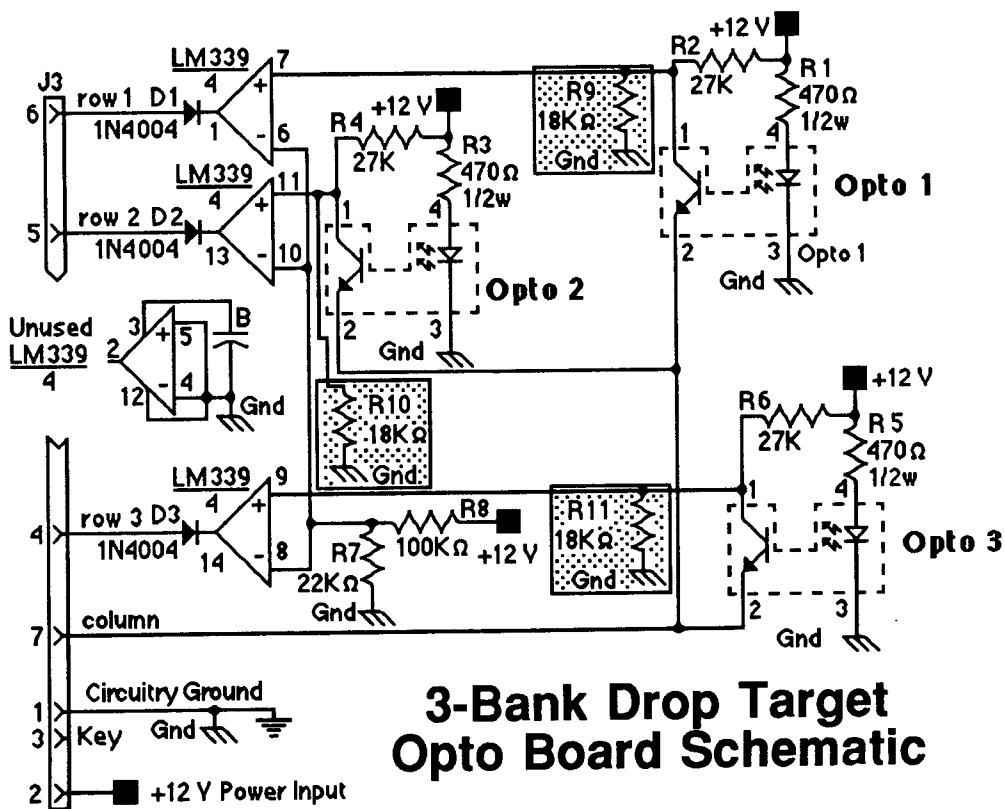 J3
6
row 1 D1
1N4004
LM339
4
1
7
+
-
6
R9
18KΩ
Gnd
R2
27K
+12 V
R1
470Ω
1/2w
1
4
2
3
Opto 1
Opto 1
Gnd
5
row 2 D2
1N4004
LM339
4
13
11
+
-
10
R4
27K
+12 V
R3
470Ω
1/2w
1
4
2
3
Opto 2
Gnd
Unused
LM339
4
3
2
12
+
-
5
4
B
Gnd
R10
18KΩ
Gnd
4
row 3 D3
1N4004
LM339
4
14
9
+
-
8
R7
22KΩ
Gnd
R8
100KΩ
+12 V
R11
18KΩ
Gnd
R6
27K
+12 V
R5
470Ω
1/2w
1
4
2
3
Opto 3
Gnd
7
column
1
Circuitry Ground
Gnd
3
Key
2
+12 V Power Input
3-Bank Drop Target
Opto Board Schematic